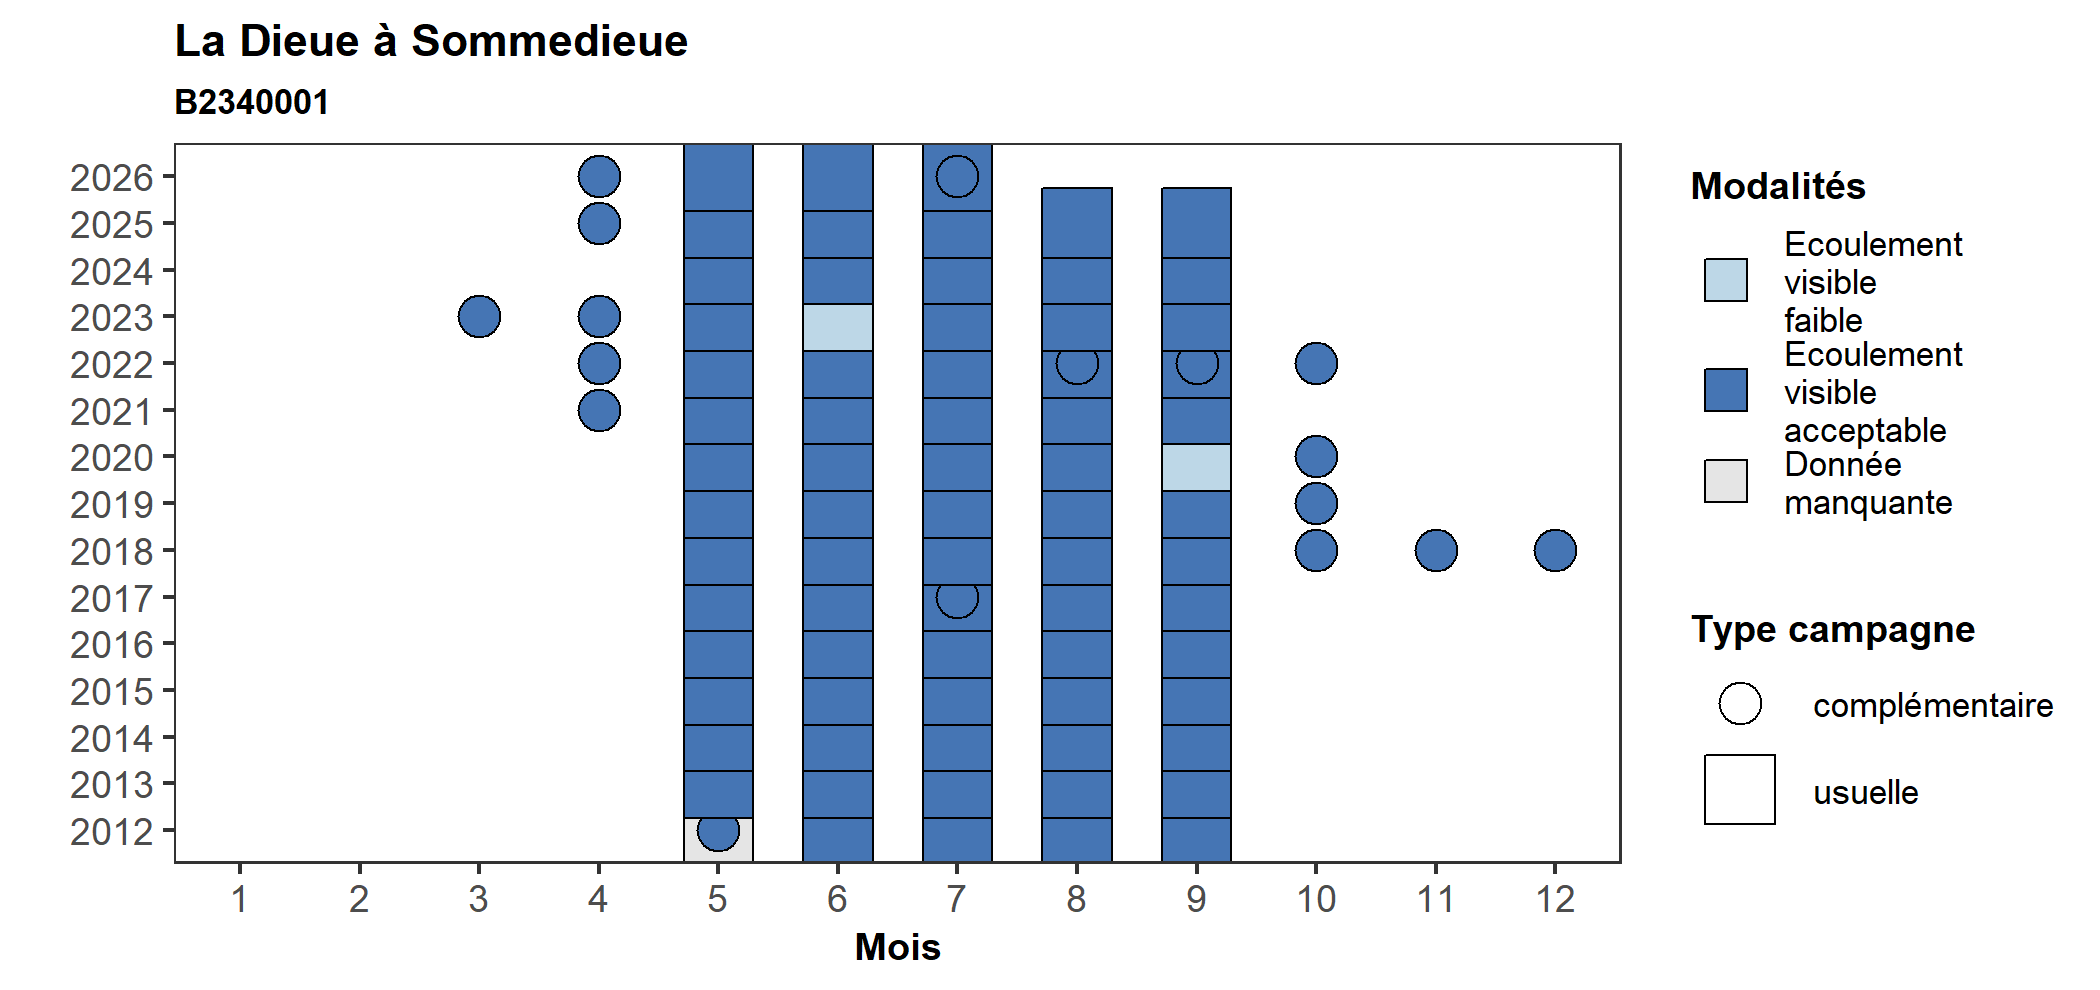 La Dieue à Sommedieue
B2340001
2026
2025
2024
2023
2022
2021
2020
2019
2018
2017
2016
2015
2014
2013
2012
1 2 3 4 5 6 7 8 9 10 11 12
Mois
Modalités
Ecoulement
visible
faible
Ecoulement
visible
acceptable
Donnée
manquante
Type campagne
complémentaire
usuelle